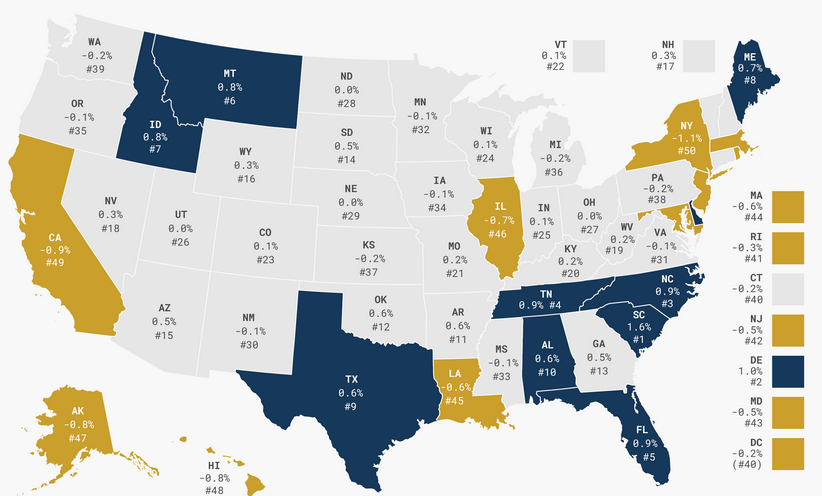 WA
-0.2%
#39
MT
0.8%
#6
ND
0.0%
#28
MN
-0.1%
#32
VT
0.1%
#22
NH
0.3%
#17
ME
0.7%
#8
OR
-0.1%
#35
ID
0.8%
#7
SD
0.5%
#14
WI
0.1%
#24
MI
-0.2%
#36
NY
-1.1%
#50
WY
0.3%
#16
IA
-0.1%
#34
PA
-0.2%
#38
NV
0.3%
#18
UT
0.0%
#26
NE
0.0%
#29
IL
-0.7%
#46
IN
0.1%
#25
OH
0.0%
#27
MA
-0.6%
#44
CA
-0.9%
#49
CO
0.1%
#23
KS
-0.2%
#37
MO
0.2%
#21
KY
0.2%
#20
WV
0.2%
#19
VA
-0.1%
#31
RI
-0.3%
#41
CT
-0.2%
#40
AZ
0.5%
#15
NM
-0.1%
#30
OK
0.6%
#12
AR
0.6%
#11
TN
0.9% #4
NC
0.9%
#3
NJ
-0.5%
#42
SC
1.6%
#1
DE
1.0%
#2
TX
0.6%
#9
LA
-0.6%
#45
MS
-0.1%
#33
AL
0.6%
#10
GA
0.5%
#13
MD
-0.5%
#43
AK
-0.8%
#47
HI
-0.8%
#48
FL
0.9%
#5
DC
-0.2%
(#40)